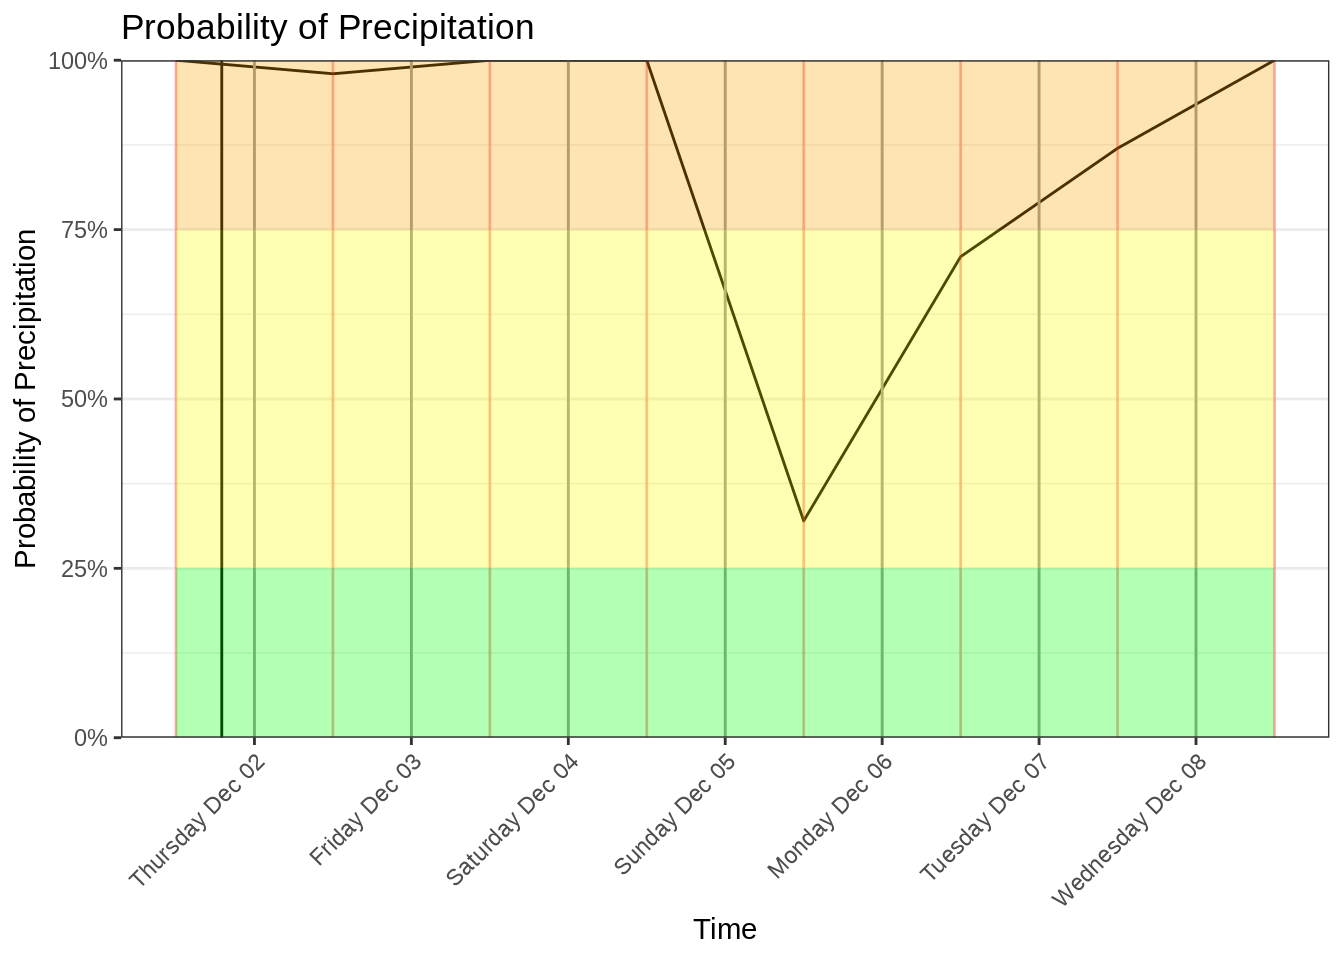 Probability of Precipitation
Probability of Precipitation
100%
75%
50%
25%
0%
Thursday Dec 02
Friday Dec 03
Saturday Dec 04
Sunday Dec 05
Monday Dec 06
Tuesday Dec 07
Wednesday Dec 08
Time